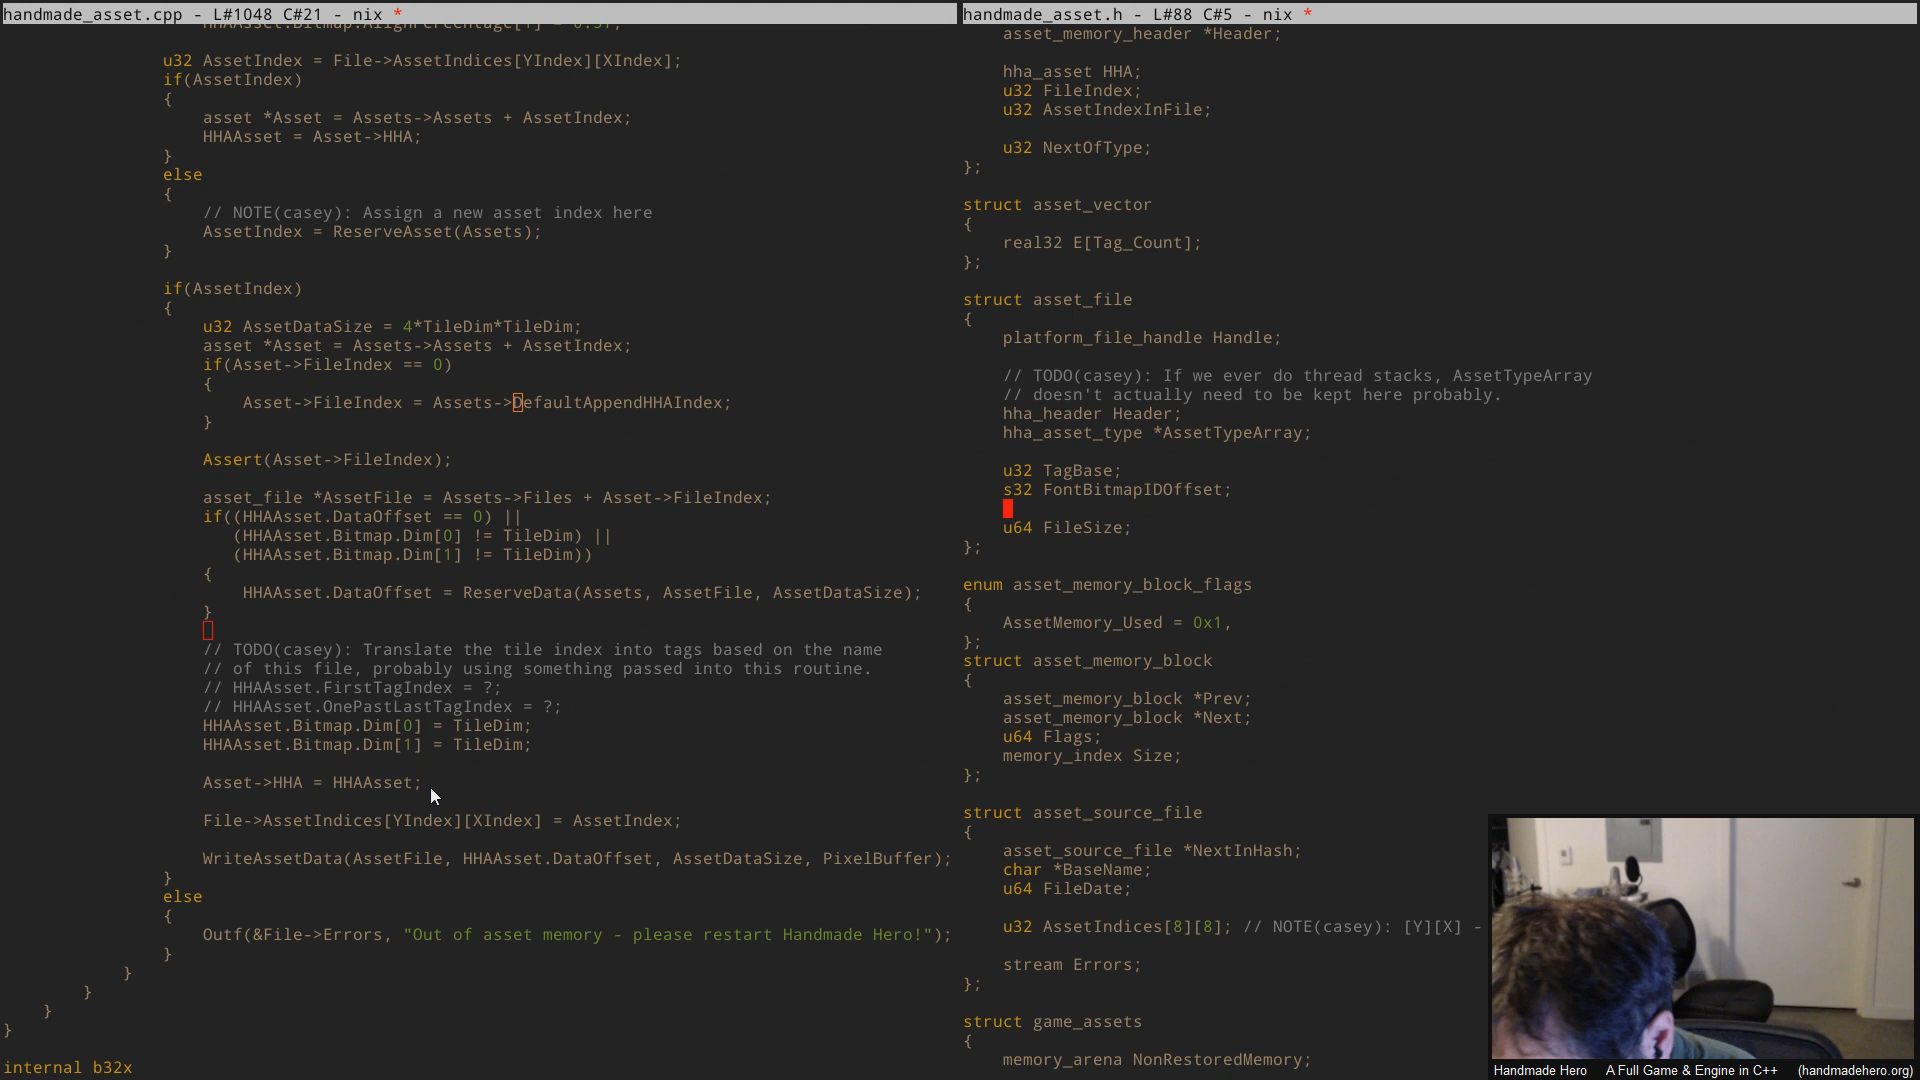 handmade_asset.cpp - L#1048 C#21 - nix *
u32 AssetIndex = File->AssetIndices[YIndex][XIndex];
if(AssetIndex)
{
asset *Asset = Assets->Assets + AssetIndex;
HHAAsset = Asset->HHA;
}
else
{
// NOTE(casey): Assign a new asset index here
AssetIndex = ReserveAsset(Assets);
}
if(AssetIndex)
{
u32 AssetDataSize = 4*TileDim*TileDim;
asset *Asset = Assets->Assets + AssetIndex;
if(Asset->FileIndex == 0)
{
Asset->FileIndex = Assets->DefaultAppendHHAIndex;
}
Assert(Asset->FileIndex);
asset_file *AssetFile = Assets->Files + Asset->FileIndex;
if((HHAAsset.DataOffset == 0) ||
(HHAAsset.Bitmap.Dim[0] != TileDim) ||
(HHAAsset.Bitmap.Dim[1] != TileDim))
{
HHAAsset.DataOffset = ReserveData(Assets, AssetFile, AssetDataSize);
}
// TODO(casey): Translate the tile index into tags based on the name
// of this file, probably using something passed into this routine.
// HHAAsset.FirstTagIndex = ?;
// HHAAsset.OnePastLastTagIndex = ?;
HHAAsset.Bitmap.Dim[0] = TileDim;
HHAAsset.Bitmap.Dim[1] = TileDim;
Asset->HHA = HHAAsset;
File->AssetIndices[YIndex][XIndex] = AssetIndex;
WriteAssetData(AssetFile, HHAAsset.DataOffset, AssetDataSize, PixelBuffer);
}
else
{
Outf(&File->Errors, "Out of asset memory - please restart Handmade Hero!");
}
}
}
}
}
internal b32x
handmade_asset.h - L#88 C#5 - nix *
asset_memory_header *Header;
hha_asset HHA;
u32 FileIndex;
u32 AssetIndexInFile;
u32 NextOfType;
};
struct asset_vector
{
real32 E[Tag_Count];
};
struct asset_file
{
platform_file_handle Handle;
// TODO(casey): If we ever do thread stacks, AssetTypeArray
// doesn't actually need to be kept here probably.
hha_header Header;
hha_asset_type *AssetTypeArray;
u32 TagBase;
s32 FontBitmapIDOffset;
u64 FileSize;
};
enum asset_memory_block_flags
{
AssetMemory_Used = 0x1,
};
struct asset_memory_block
{
asset_memory_block *Prev;
asset_memory_block *Next;
u64 Flags;
memory_index Size;
};
struct asset_source_file
{
asset_source_file *NextInHash;
char *BaseName;
u64 FileDate;
u32 AssetIndices[8][8]; // NOTE(casey): [Y][X] -
stream Errors;
};
struct game_assets
{
memory_arena NonRestoredMemory;
Handmade Hero A Full Game & Engine in C++ (handmadehero.org)